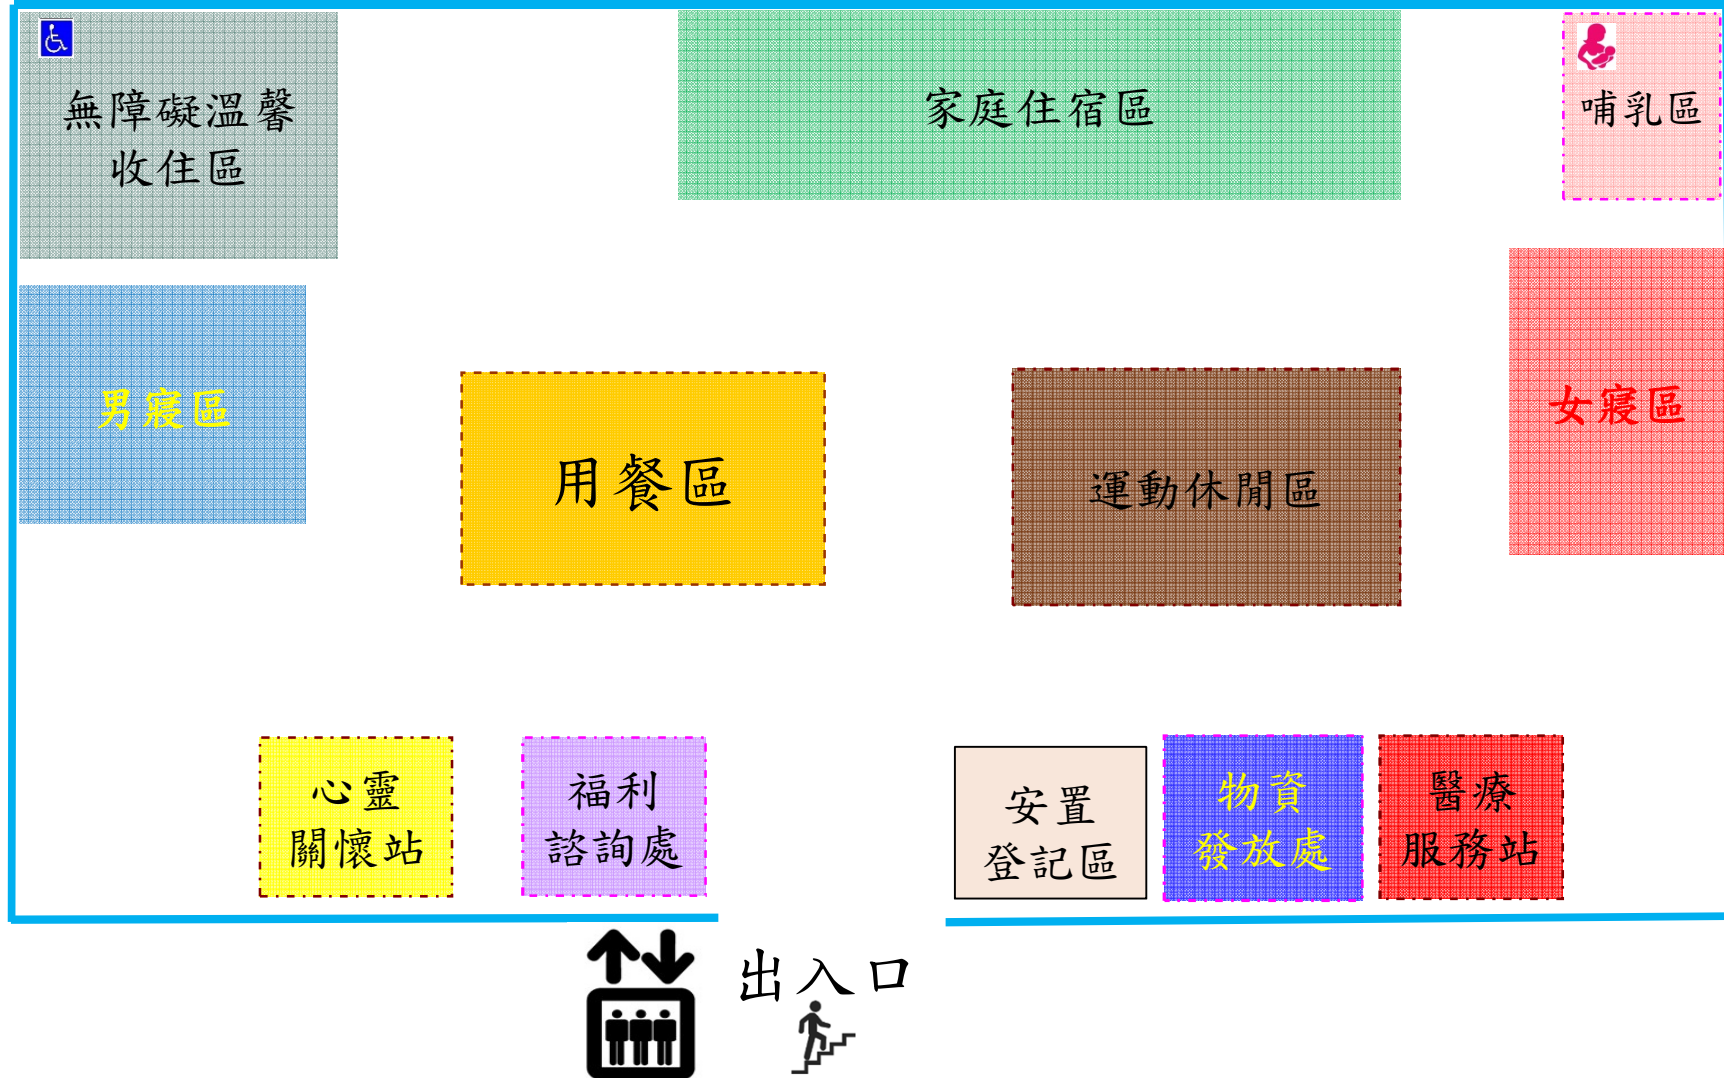 無障礙溫馨
收住區
家庭住宿區
哺乳區
男寢區
用餐區
運動休閒區
女寢區
心靈
關懷站
福利
諮詢處
安置
登記區
物資
發放處
醫療
服務站
出入口